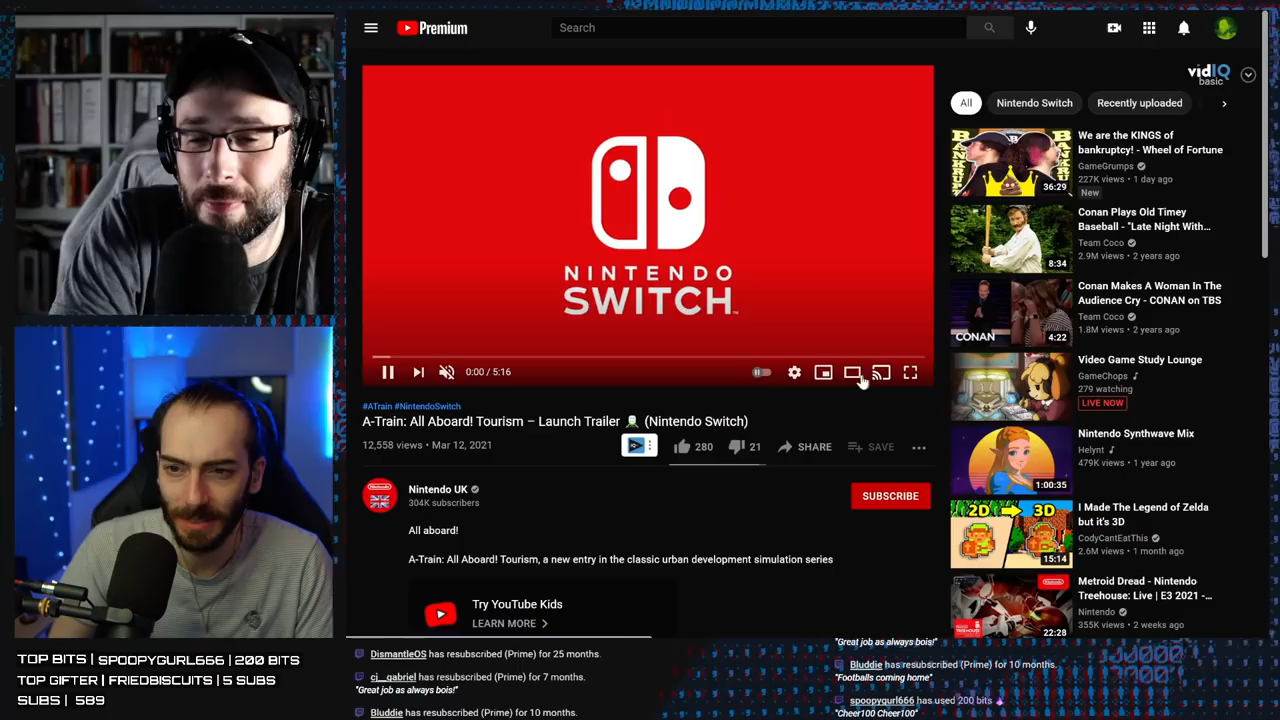 Premium
Search
vidIQ
basic
All
Nintendo Switch
Recently uploaded
NINTENDO
SWITCH
TM
0:00 / 5:16
#ATrain #NintendoSwitch
A-Train: All Aboard! Tourism – Launch Trailer (Nintendo Switch)
12,558 views • Mar 12, 2021
280
21
SHARE
SAVE
Nintendo UK
304K subscribers
SUBSCRIBE
All aboard!
A-Train: All Aboard! Tourism, a new entry in the classic urban development simulation series
Try YouTube Kids
LEARN MORE
BANKRUPT
36:29
We are the KINGS of
bankruptcy! - Wheel of Fortune
GameGrumps
227K views • 1 day ago
New
8:34
Conan Plays Old Timey
Baseball - "Late Night With…
Team Coco
2.9M views • 2 years ago
CONAN
4:22
Conan Makes A Woman In The
Audience Cry - CONAN on TBS
Team Coco
1.8M views • 2 years ago
Video Game Study Lounge
GameChops
279 watching
LIVE NOW
1:00:35
Nintendo Synthwave Mix
Helynt
479K views • 1 year ago
2D 3D
15:14
I Made The Legend of Zelda
but it's 3D
CodyCantEatThis
2.6M views • 1 month ago
22:28
Metroid Dread - Nintendo
Treehouse: Live | E3 2021 -…
Nintendo
355K views • 2 weeks ago
TOP BITS | SPOOPYGURL666 | 200 BITS
TOP GIFTER | FRIEDBISCUITS | 5 SUBS
SUBS | 589
DismantleOS has resubscribed (Prime) for 25 months.
cj__gabriel has resubscribed (Prime) for 7 months.
"Great job as always bois!"
Bluddie has resubscribed (Prime) for 10 months.
"Great job as always bois!"
Bluddie has resubscribed (Prime) for 10 months.
"Footballs coming home"
spoopygurl666 has used 200 bits
"Cheer100 Cheer100"